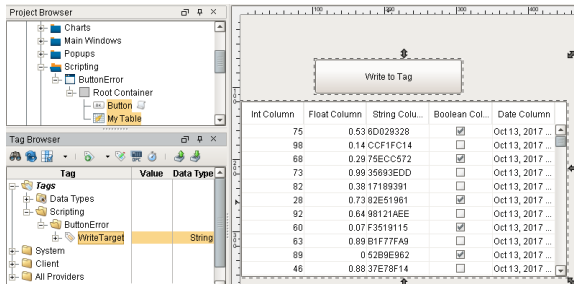 Project Browser
Charts
Main Windows
Popups
Scripting
ButtonError
Root Container
Button
My Table
Tag Browser
Tag Value Data Type
Tags
Data Types
Scripting
ButtonError
WriteTarget String
System
Client
All Providers
100 200 300 400
Write to Tag
Int Column Float Column String Colu... Boolean Col... Date Column
75 0.53 6D029328 Oct 13, 2017 ...
98 0.14 CCF1FC14 Oct 13, 2017 ...
68 0.29 75ECC572 Oct 13, 2017 ...
73 0.99 35693EDD Oct 13, 2017 ...
82 0.38 17189391 Oct 13, 2017 ...
28 0.73 82E51961 Oct 13, 2017 ...
92 0.64 98121AEE Oct 13, 2017 ...
60 0.07 F3519115 Oct 13, 2017 ...
63 0.89 B1F77FA9 Oct 13, 2017 ...
89 0 52B9E962 Oct 13, 2017 ...
46 0.88 37E78F14 Oct 13, 2017 ...